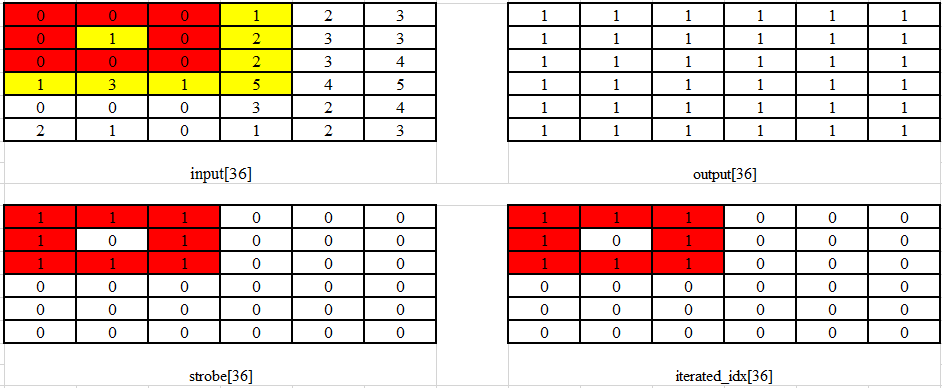 0 0 0 1 2 3
0 1 0 2 3 3
0 0 0 2 3 4
1 3 1 5 4 5
0 0 0 3 2 4
2 1 0 1 2 3
input[36]
1 1 1 1 1 1
1 1 1 1 1 1
1 1 1 1 1 1
1 1 1 1 1 1
1 1 1 1 1 1
1 1 1 1 1 1
output[36]
1 1 1 0 0 0
1 0 1 0 0 0
1 1 1 0 0 0
0 0 0 0 0 0
0 0 0 0 0 0
0 0 0 0 0 0
strobe[36]
1 1 1 0 0 0
1 0 1 0 0 0
1 1 1 0 0 0
0 0 0 0 0 0
0 0 0 0 0 0
0 0 0 0 0 0
iterated_idx[36]